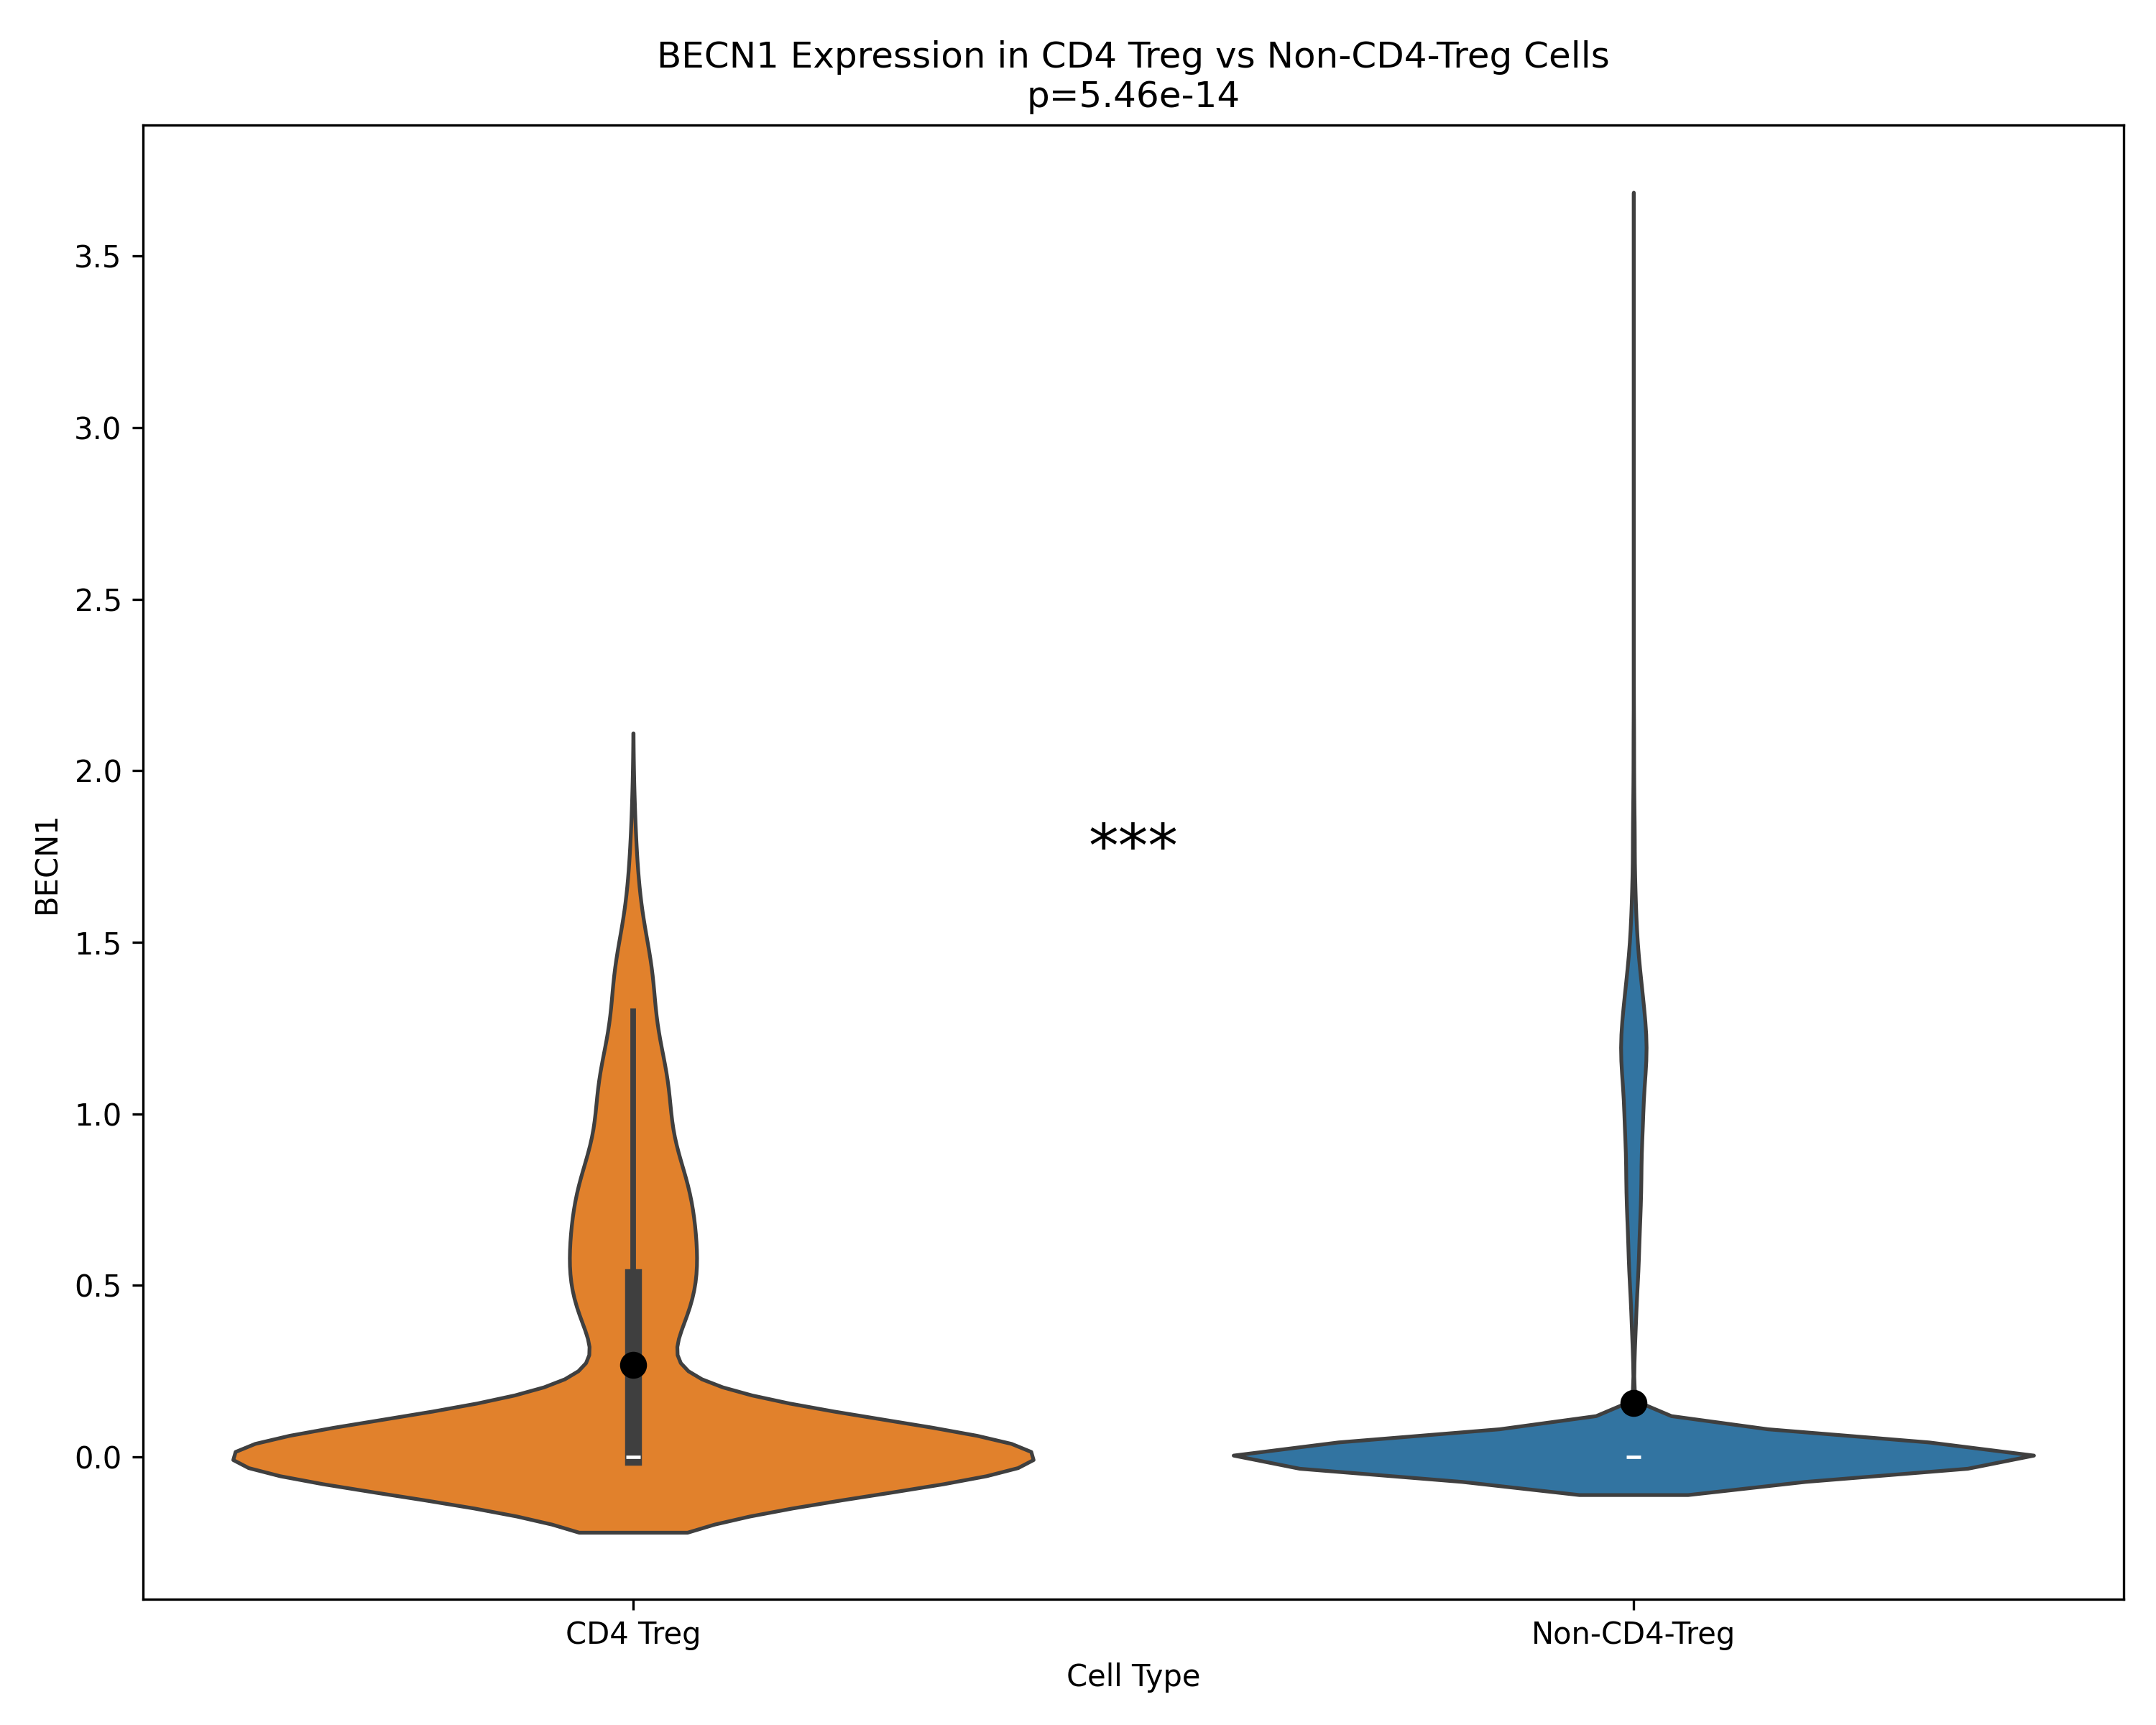 BECN1 Expression in CD4 Treg vs Non-CD4-Treg Cells
p=5.46e-14
3.5
3.0
2.5
2.0
***
1.5
1.0
0.5
0.0
BECN1
CD4 Treg
Non-CD4-Treg
Cell Type